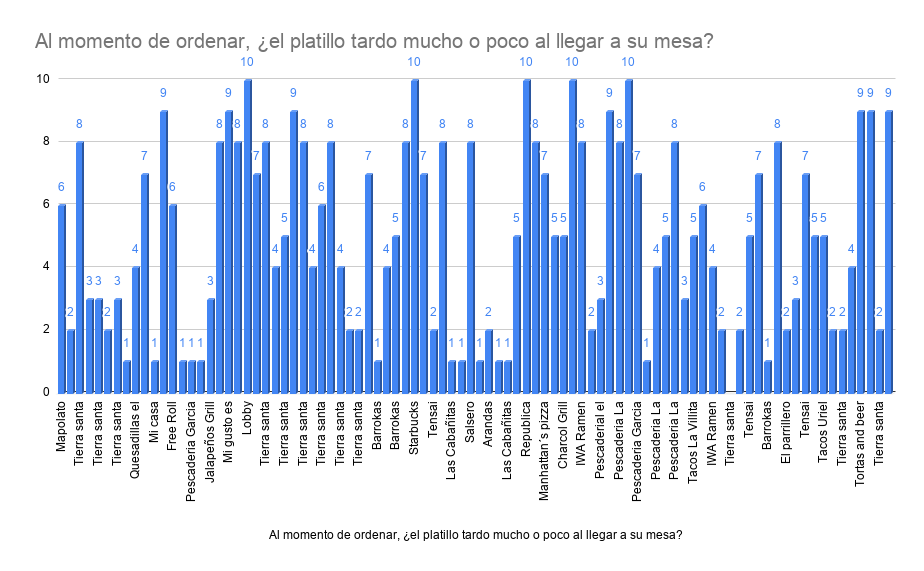 Al momento de ordenar, ¿el platillo tardo mucho o poco al llegar a su mesa?
10
8
6
4
2
0
6
2
8
3
3
2
3
1
4
7
1
9
6
1
1
1
3
8
9
8
10
7
8
4
5
9
8
4
6
8
4
2
2
7
1
4
5
8
10
7
2
8
1
1
8
1
2
1
1
5
10
8
7
5
5
10
8
2
3
9
8
10
7
1
4
5
8
3
5
6
4
2
2
5
7
1
8
2
3
7
5
5
2
2
4
9
9
2
9
Mapolato
Tierra santa
Tierra santa
Tierra santa
Quesadillas el
Mi casa
Free Roll
Pescadería Garcia
Jalapeños Grill
Mi gusto es
Lobby
Tierra santa
Tierra santa
Tierra santa
Tierra santa
Tierra santa
Tierra santa
Barrokas
Barrokas
Starbucks
Tensai
Las Cabañitas
Salsero
Arandas
Las Cabañitas
Republica
Manhattan´s pizza
Charcol Grill
IWA Ramen
Pescaderial el
Pescaderia La
Pescaderia Garcia
Pescaderia La
Pescaderia La
Tacos La Villita
IWA Ramen
Tierra santa
Tensai
Barrokas
El parrillero
Tensai
Tacos Uriel
Tierra santa
Tortas and beer
Tierra santa
Al momento de ordenar, ¿el platillo tardo mucho o poco al llegar a su mesa?